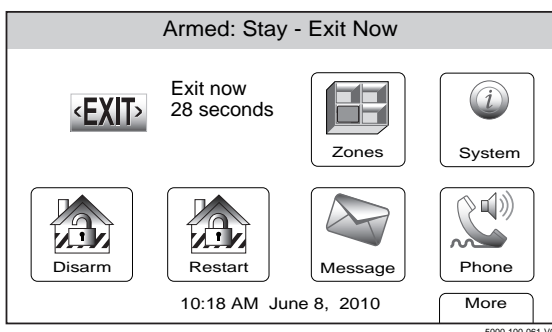 Armed: Stay - Exit Now
‹EXIT›
Exit now
28 seconds
Zones
System
Disarm
Restart
Message
Phone
10:18 AM June 8, 2010
More